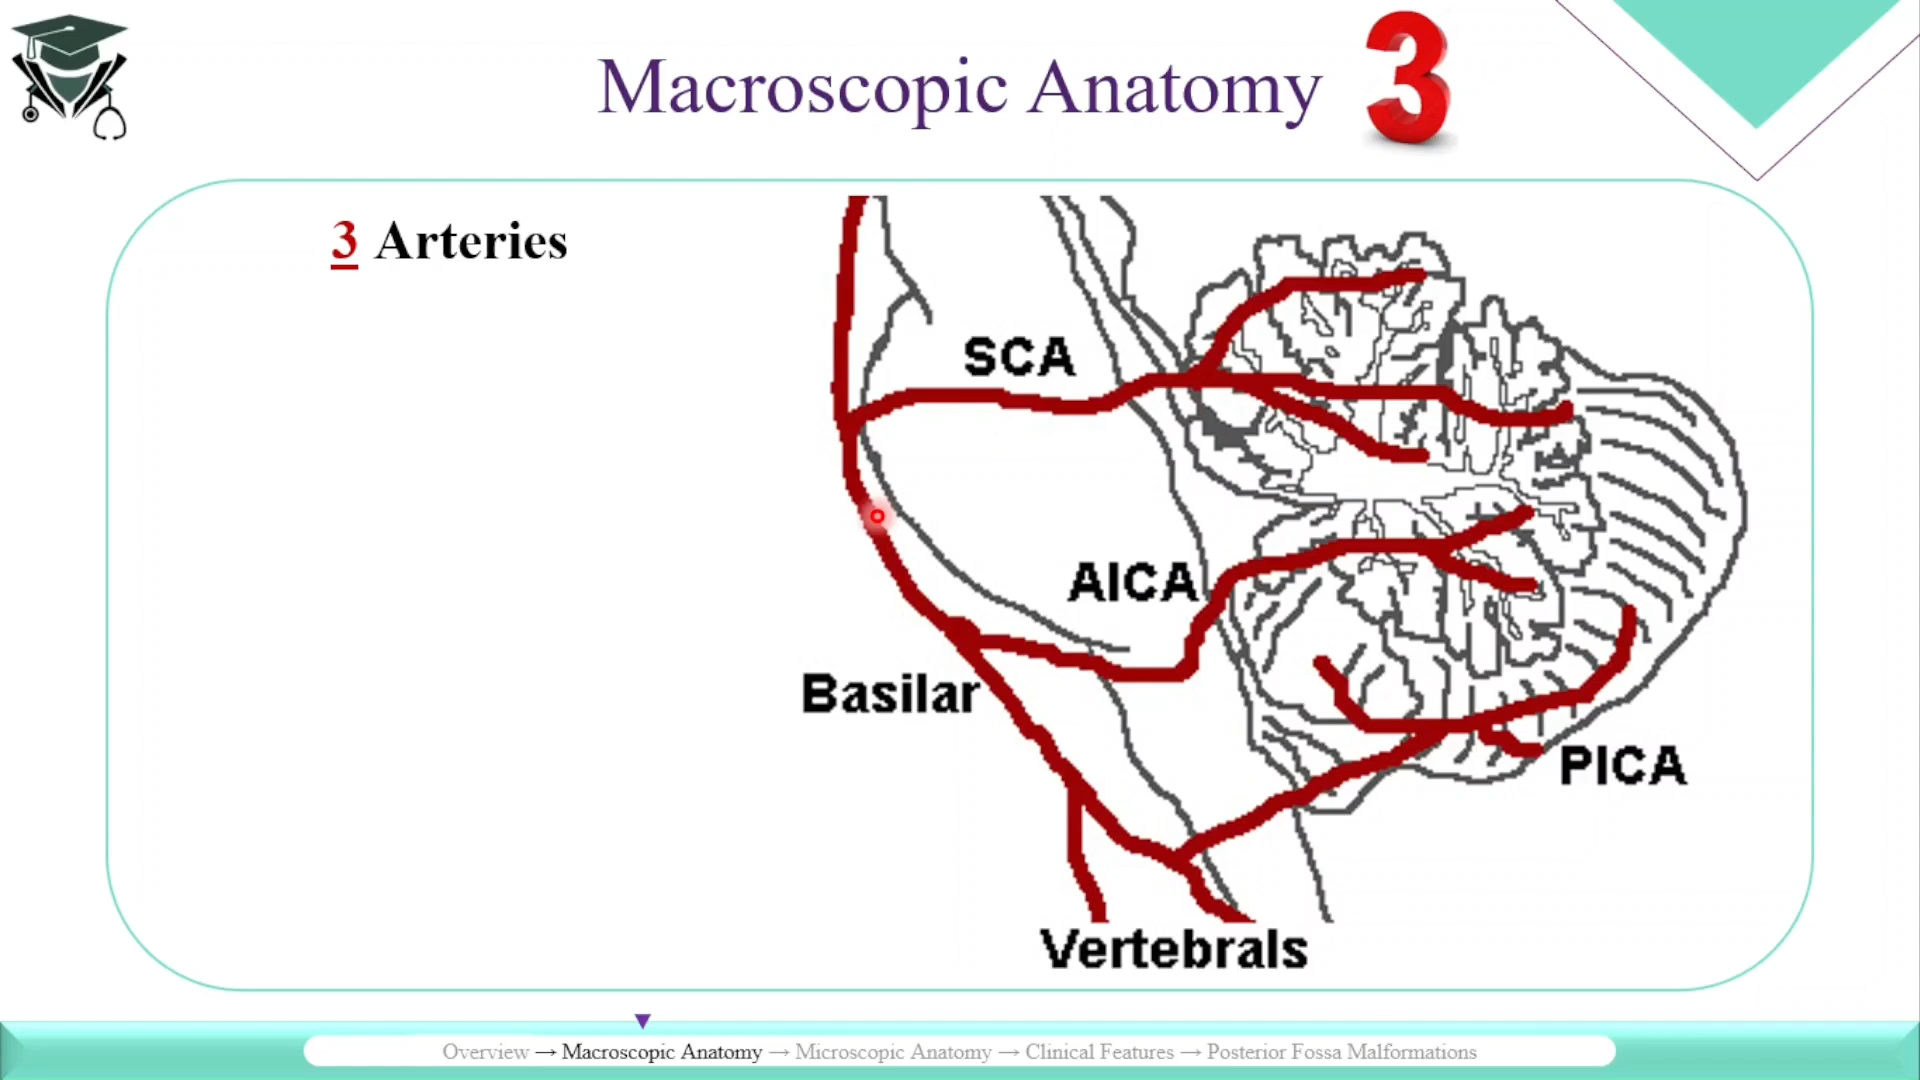 Macroscopic Anatomy 3
3 Arteries
SCA
AICA
Basilar
PICA
Vertebrals
Overview → Macroscopic Anatomy → Microscopic Anatomy → Clinical Features → Posterior Fossa Malformations